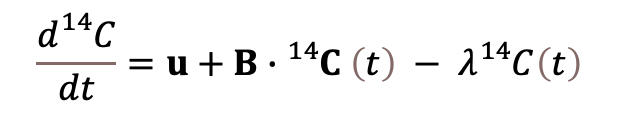 d¹⁴C/dt = u + B · ¹⁴C (t) − λ¹⁴C(t)